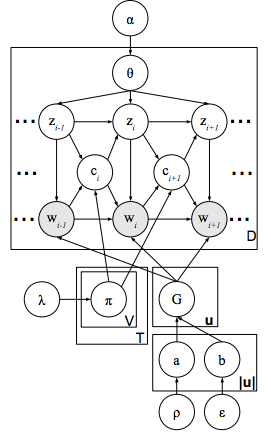 α
θ
... z_{i-1} z_i z_{i+1} ...
... c_i c_{i+1} ...
... w_{i-1} w_i w_{i+1} ...
D
λ π G
V u
T
a b
|u|
ρ ε